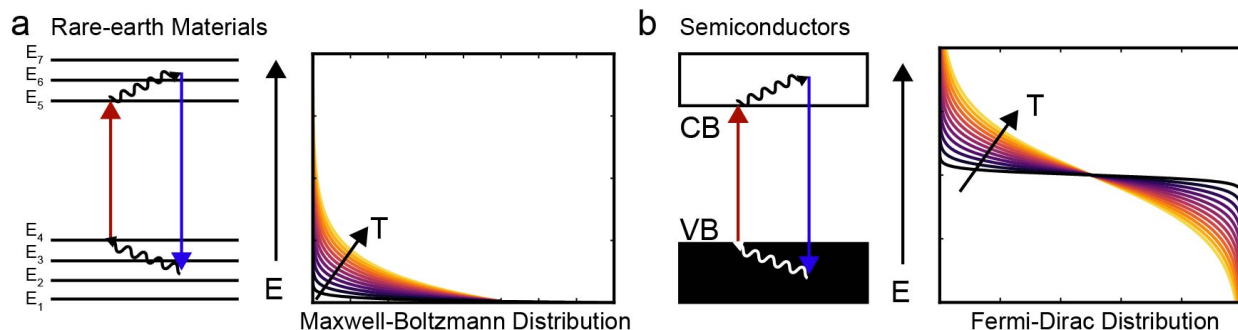 a Rare-earth Materials
E7
E6
E5
E4
E3
E2
E1
E
T
Maxwell-Boltzmann Distribution
b Semiconductors
CB
VB
E
T
Fermi-Dirac Distribution